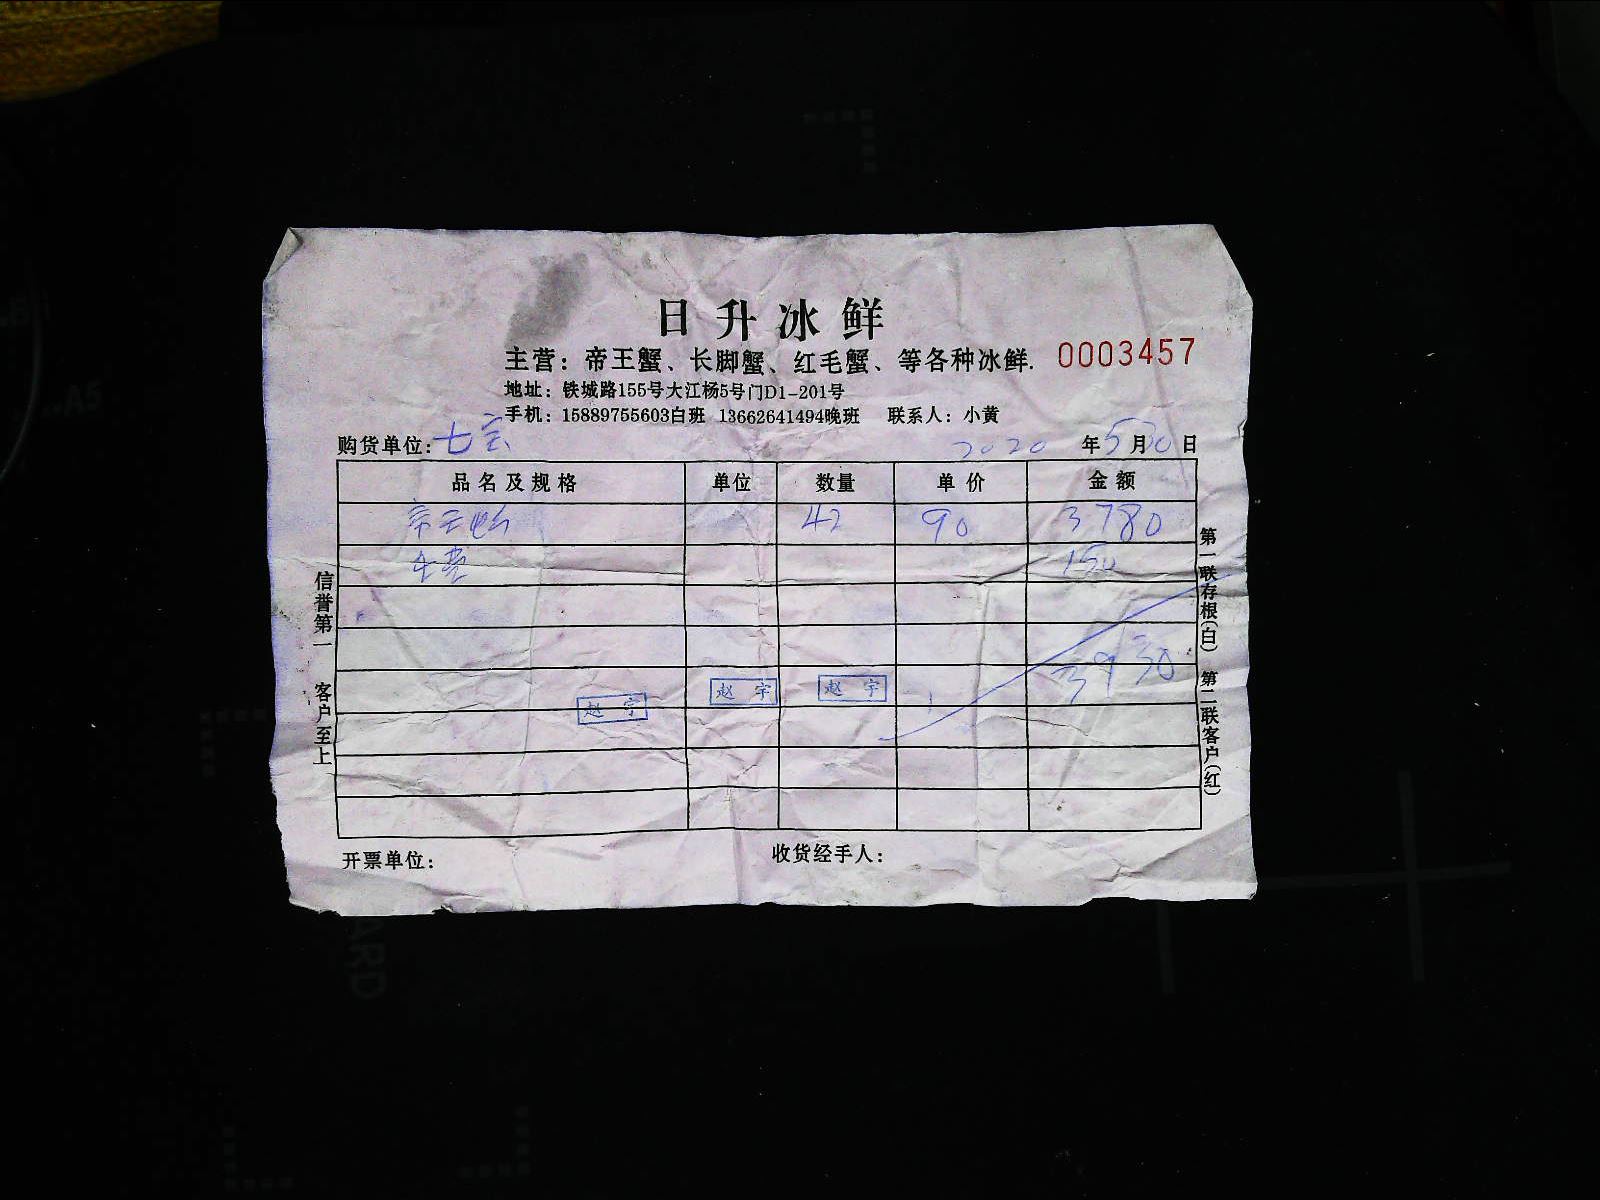 日升冰鲜
主营：帝王蟹、长脚蟹、红毛蟹、等各种冰鲜. 0003457
地址：铁城路155号大江杨5号门D1-201号
手机：15889755603白班 13662641494晚班 联系人：小黄
购货单位：七 2020 年 5 月 30 日
品名及规格 单位 数量 单价 金额
42 90 3780
150
3930
赵宇 赵宇 赵宇
信誉第一 客户至上
第一联存根(白) 第二联客户(红)
开票单位： 收货经手人：
ARD
A5